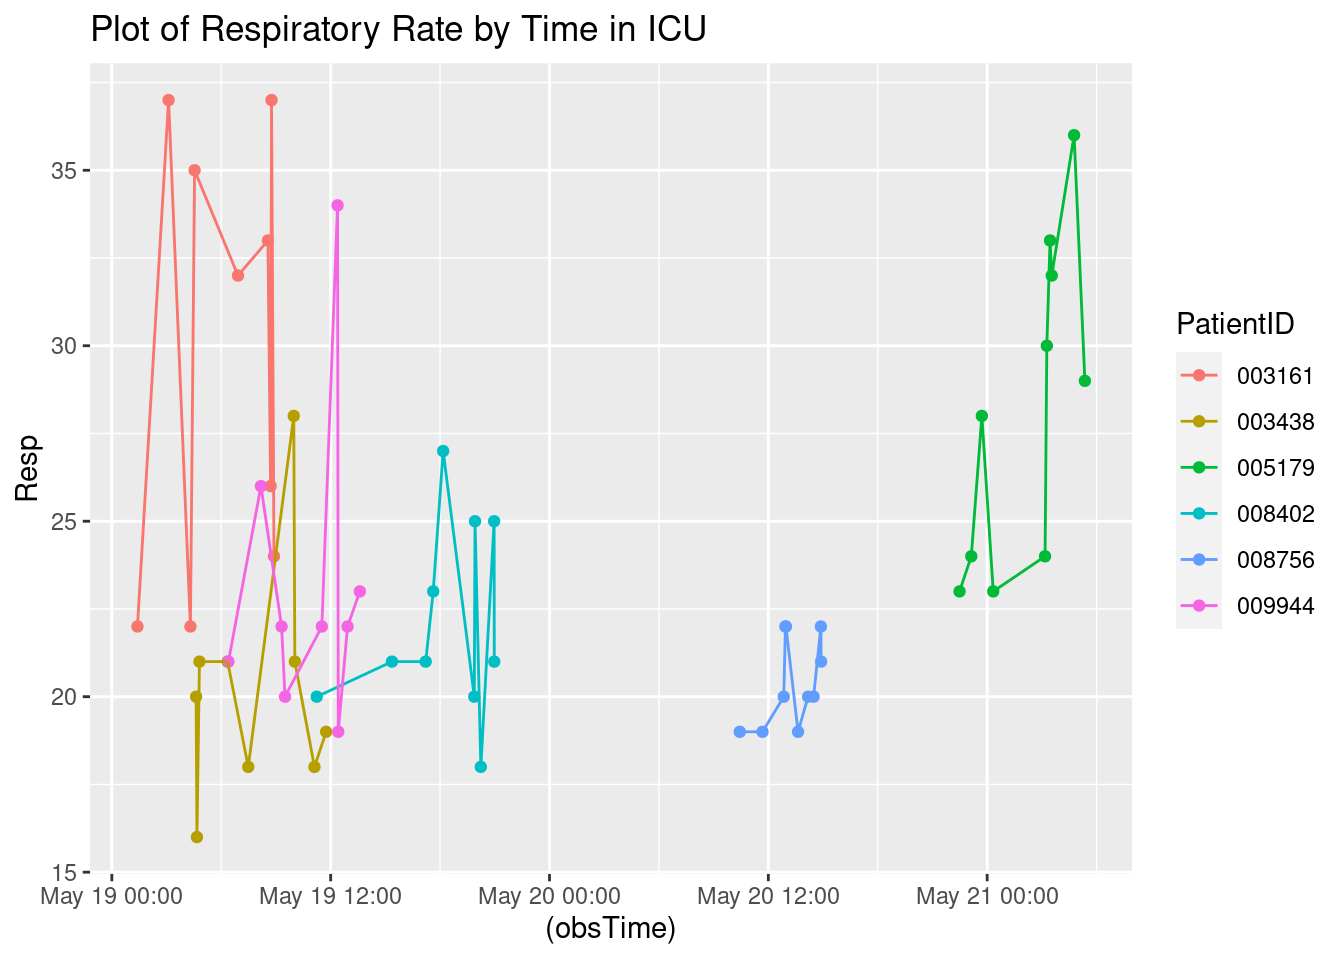 Plot of Respiratory Rate by Time in ICU
Resp
35
30
25
20
15
May 19 00:00
May 19 12:00
May 20 00:00
May 20 12:00
May 21 00:00
(obsTime)
PatientID
003161
003438
005179
008402
008756
009944